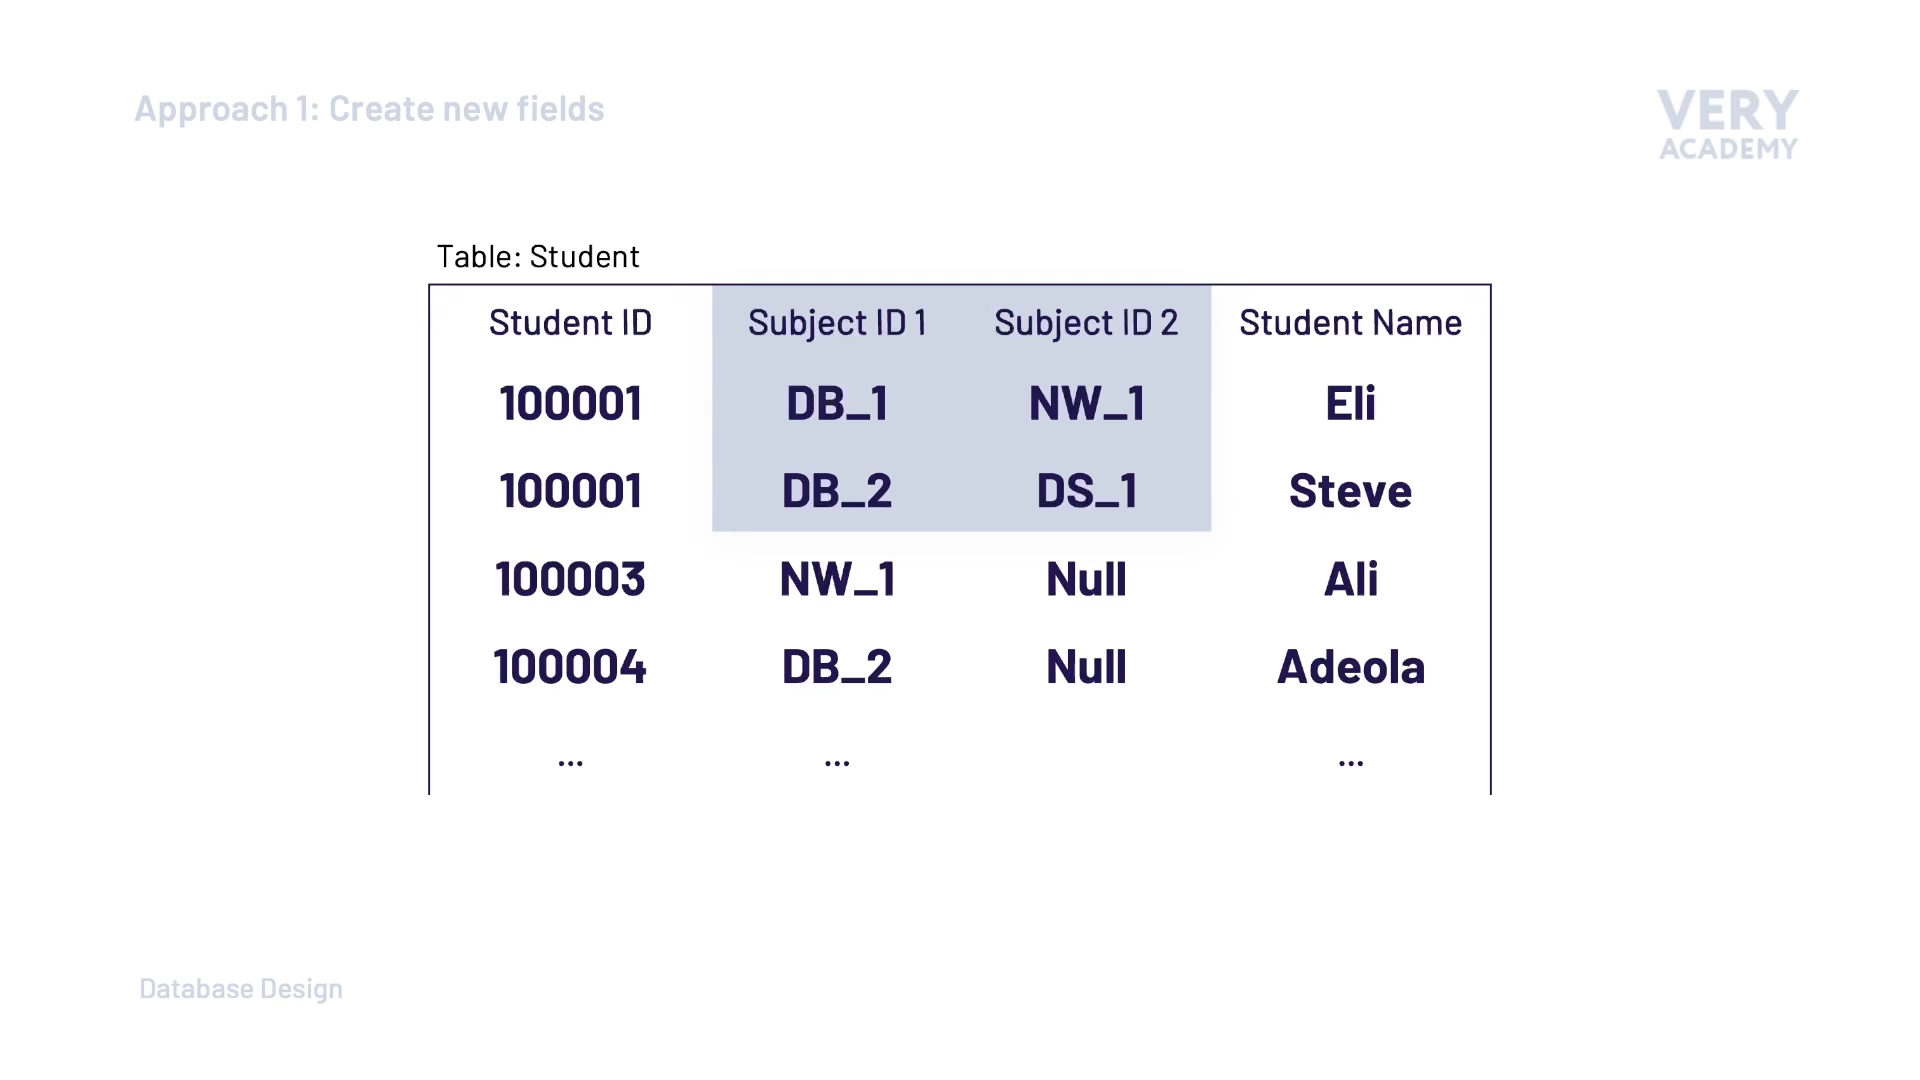 Approach 1: Create new fields
VERY
ACADEMY
Table: Student
Student ID Subject ID 1 Subject ID 2 Student Name
100001 DB_1 NW_1 Eli
100001 DB_2 DS_1 Steve
100003 NW_1 Null Ali
100004 DB_2 Null Adeola
... ... ...
Database Design